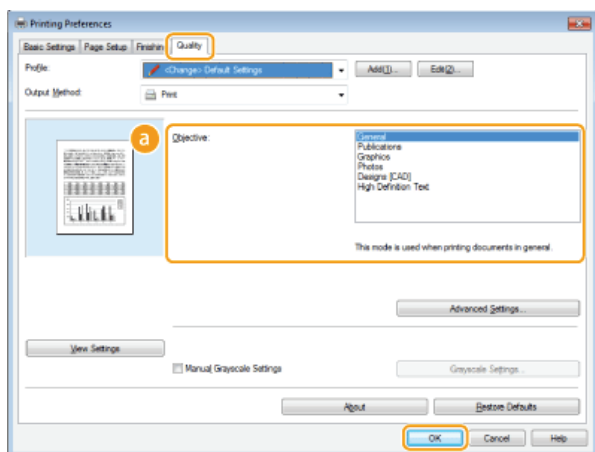 Printing Preferences
Basic Settings Page Setup Finishin Quality
Profile: <Change> Default Settings Add(1)... Edit(2)...
Output Method: Print
a
Objective:
General
Publications
Graphics
Photos
Designs [CAD]
High Definition Text
This mode is used when printing documents in general.
Advanced Settings...
View Settings
Manual Grayscale Settings Grayscale Settings...
About Restore Defaults
OK Cancel Help